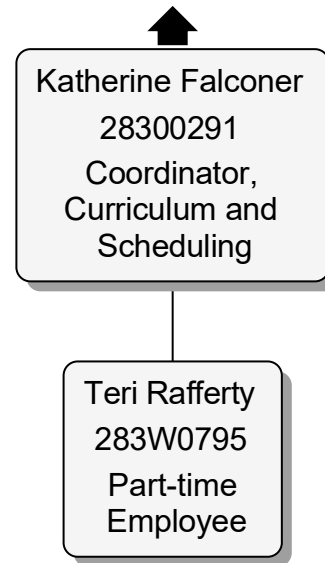 Katherine Falconer
28300291
Coordinator,
Curriculum and
Scheduling
Teri Rafferty
283W0795
Part-time
Employee